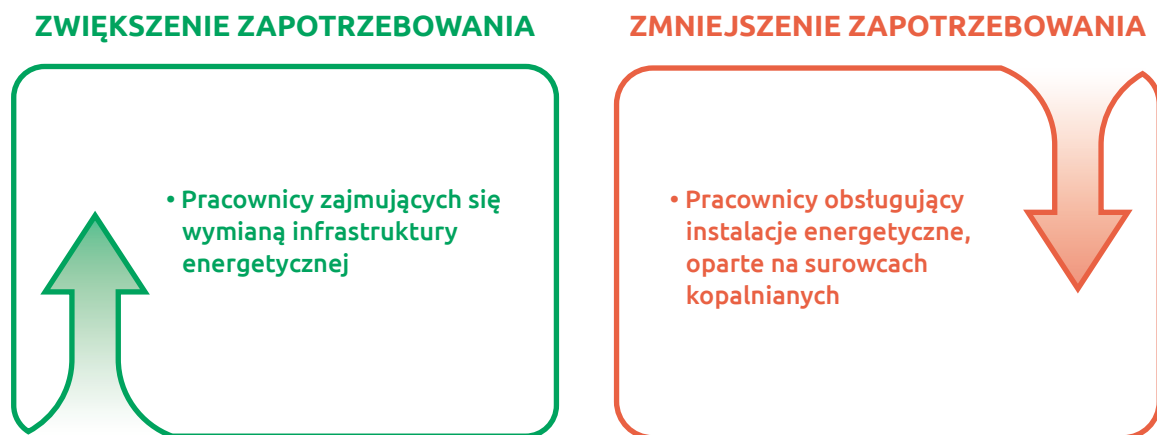 ZWIĘKSZENIE ZAPOTRZEBOWANIA
• Pracownicy zajmujących się
wymianą infrastruktury
energetycznej
ZMNIEJSZENIE ZAPOTRZEBOWANIA
• Pracownicy obsługujący
instalacje energetyczne,
oparte na surowcach
kopalnianych